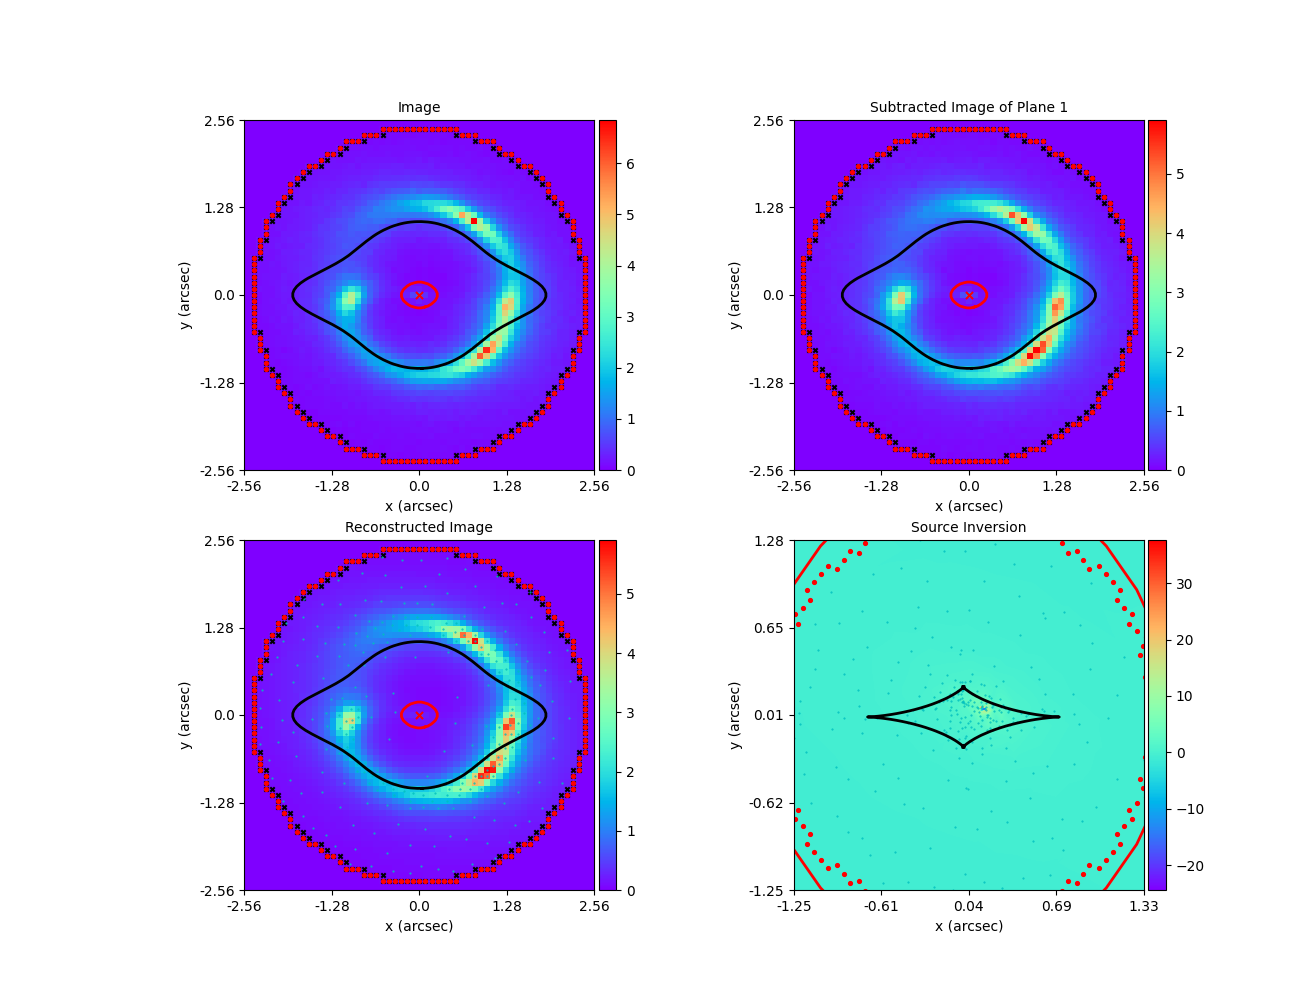 Image
2.56
1.28
0.0
-1.28
-2.56
y (arcsec)
-2.56 -1.28 0.0 1.28 2.56
x (arcsec)
6
5
4
3
2
1
0
Subtracted Image of Plane 1
2.56
1.28
0.0
-1.28
-2.56
y (arcsec)
-2.56 -1.28 0.0 1.28 2.56
x (arcsec)
5
4
3
2
1
0
Reconstructed Image
2.56
1.28
0.0
-1.28
-2.56
y (arcsec)
-2.56 -1.28 0.0 1.28 2.56
x (arcsec)
5
4
3
2
1
0
Source Inversion
1.28
0.65
0.01
-0.62
-1.25
y (arcsec)
-1.25 -0.61 0.04 0.69 1.33
x (arcsec)
30
20
10
0
−10
−20